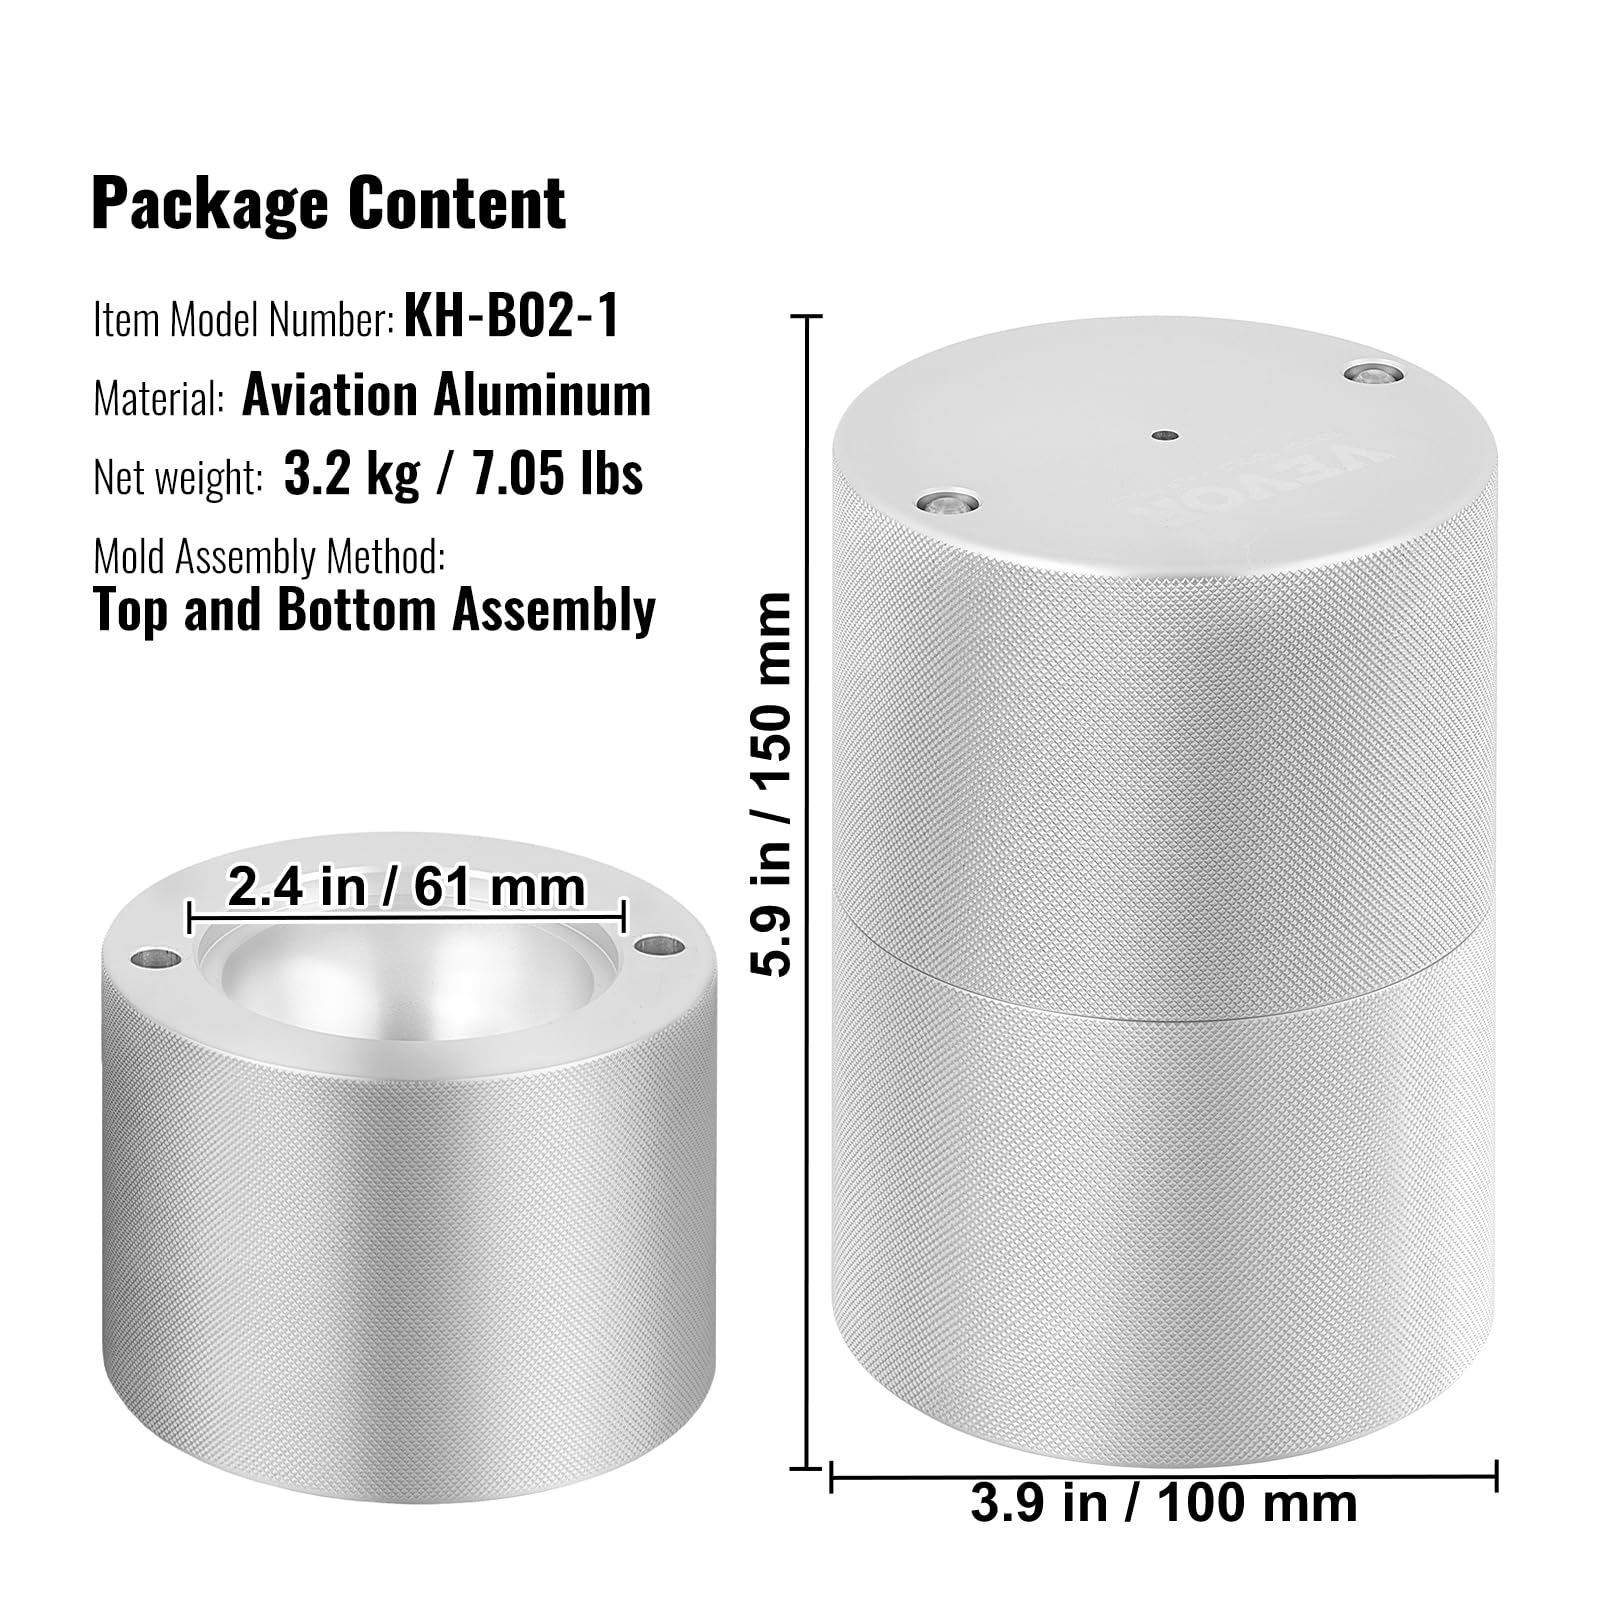 Package Content
Item Model Number: KH-B02-1
Material: Aviation Aluminum
Net weight: 3.2 kg / 7.05 lbs
Mold Assembly Method:
Top and Bottom Assembly
2.4 in / 61 mm
5.9 in / 150 mm
3.9 in / 100 mm
VEVOR